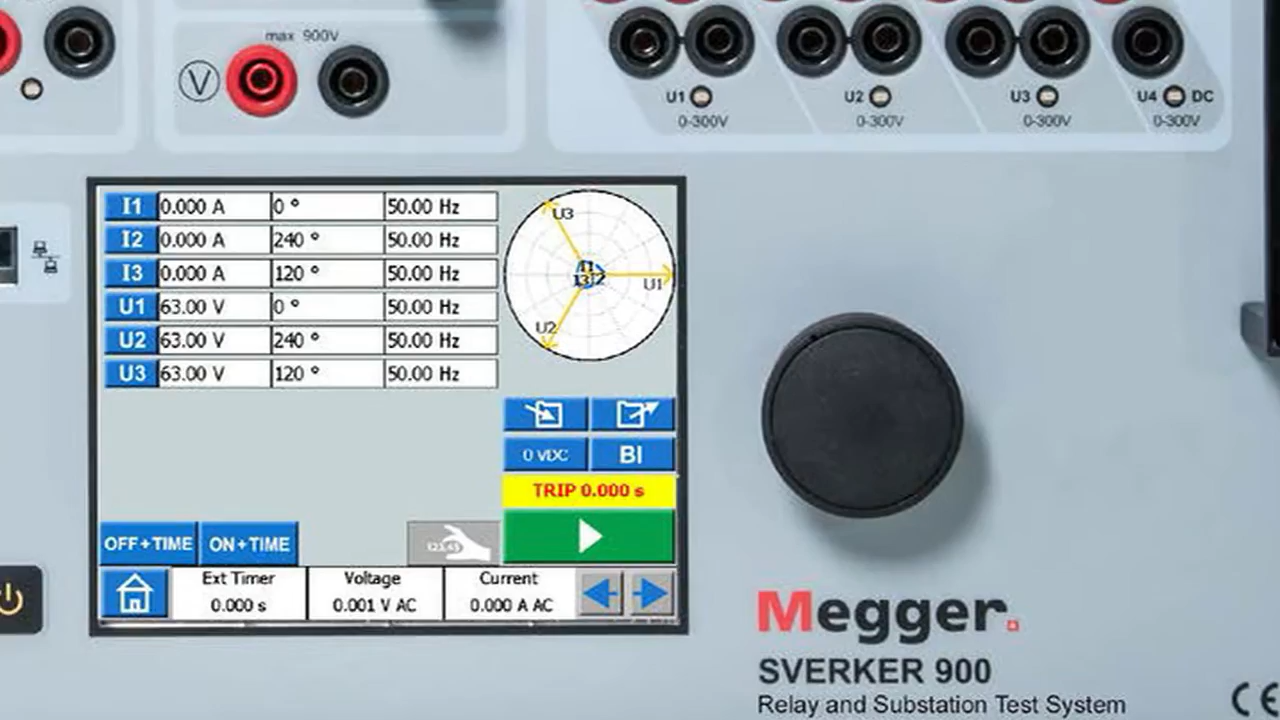 max 900V
V
U1
0-300V
U2
0-300V
U3
0-300V
U4 DC
0-300V
I1 0.000 A 0 ° 50.00 Hz
I2 0.000 A 240 ° 50.00 Hz
I3 0.000 A 120 ° 50.00 Hz
U1 63.00 V 0 ° 50.00 Hz
U2 63.00 V 240 ° 50.00 Hz
U3 63.00 V 120 ° 50.00 Hz
U3
U1
U2
0 VDC BI
TRIP 0.000 s
OFF+TIME ON+TIME
Ext Timer Voltage Current
0.000 s 0.001 V AC 0.000 A AC
Megger.
SVERKER 900
Relay and Substation Test System
CE